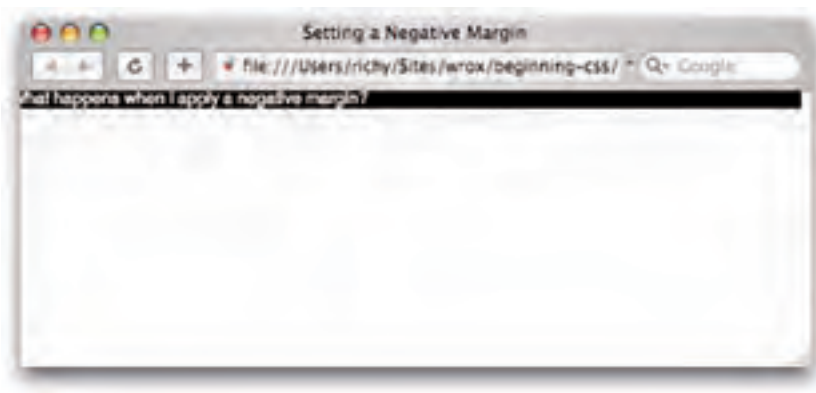 Setting a Negative Margin
file:///Users/richy/Sites/wrox/beginning-css/ Google
hat happens when I apply a negative margin?